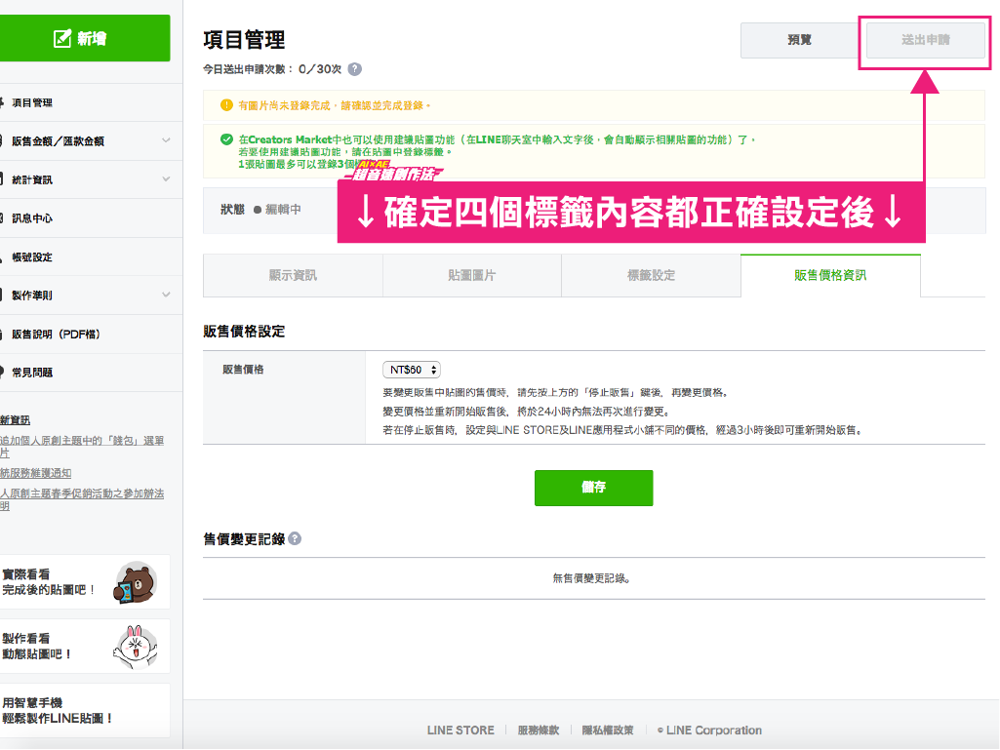 新增
項目管理
販售金額／匯款金額
統計資訊
訊息中心
帳號設定
製作準則
販售說明（PDF檔）
常見問題
新資訊
追加個人原創主題中的「錢包」選單
片
統服務維護通知
人原創主題春季促銷活動之參加辦法
明
實際看看
完成後的貼圖吧！
製作看看
動態貼圖吧！
用智慧手機
輕鬆製作LINE貼圖！
項目管理
預覽
送出申請
今日送出申請次數： 0／30次 ?
有圖片尚未登錄完成，請確認並完成登錄。
在Creators Market中也可以使用建議貼圖功能（在LINE聊天室中輸入文字後，會自動顯示相關貼圖的功能）了。
若要使用建議貼圖功能，請在貼圖中登錄標籤。
1張貼圖最多可以登錄3個
AI×AE
超音速創作法
狀態 ● 編輯中
↓確定四個標籤內容都正確設定後↓
顯示資訊
貼圖圖片
標籤設定
販售價格資訊
販售價格設定
販售價格
NT$60
要變更販售中貼圖的售價時，請先按上方的「停止販售」鍵後，再變更價格。
變更價格並重新開始販售後，將於24小時內無法再次進行變更。
若在停止販售時，設定與LINE STORE及LINE應用程式小舖不同的價格，經過3小時後即可重新開始販售。
儲存
售價變更記錄 ?
無售價變更記錄。
LINE STORE
服務條款
隱私權政策
© LINE Corporation